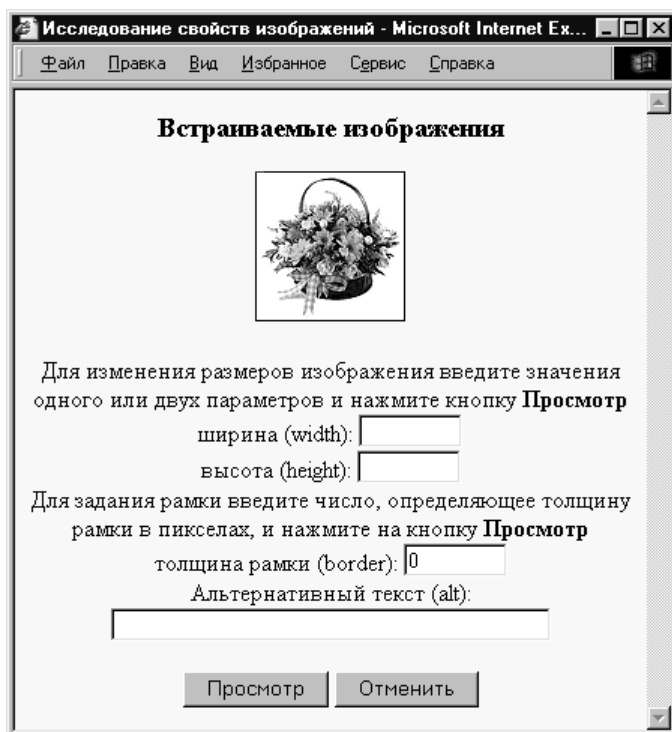 Исследование свойств изображений - Microsoft Internet Ex...
Файл Правка Вид Избранное Сервис Справка
Встраиваемые изображения
Для изменения размеров изображения введите значения
одного или двух параметров и нажмите кнопку Просмотр
ширина (width):
высота (height):
Для задания рамки введите число, определяющее толщину
рамки в пикселах, и нажмите на кнопку Просмотр
толщина рамки (border): 0
Альтернативный текст (alt):
Просмотр Отменить